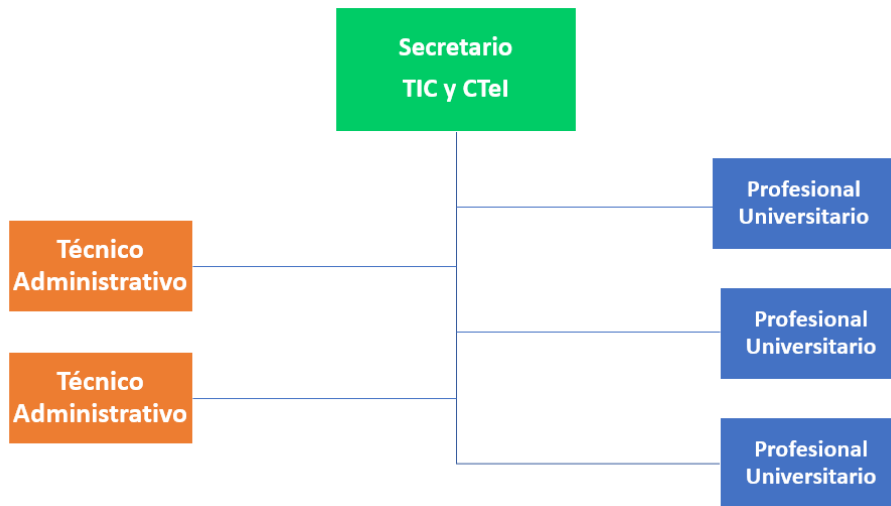 Secretario
TIC y CTeI
Profesional
Universitario
Técnico
Administrativo
Profesional
Universitario
Técnico
Administrativo
Profesional
Universitario